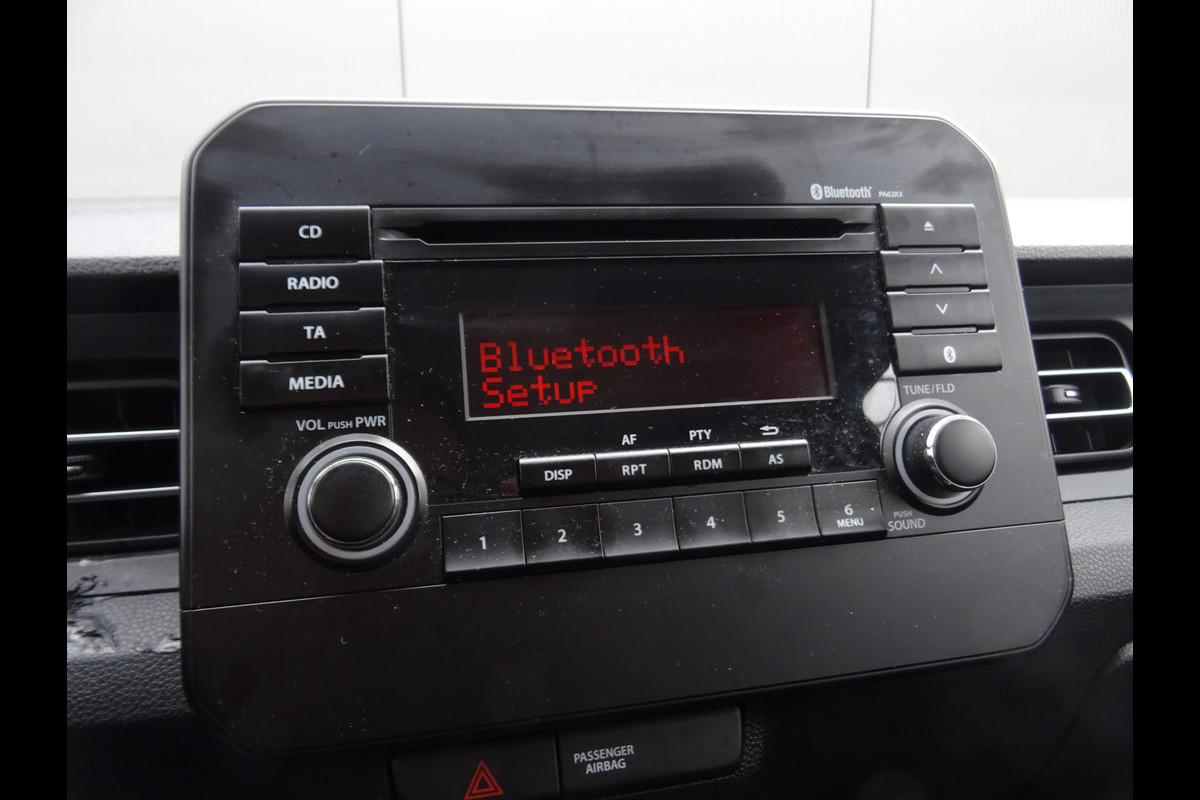 Bluetooth PA62R3
CD
RADIO
TA
MEDIA
VOL PUSH PWR
Bluetooth
Setup
TUNE/FLD
AF PTY
DISP RPT RDM AS
1 2 3 4 5 6
MENU
PUSH
SOUND
PASSENGER
AIRBAG